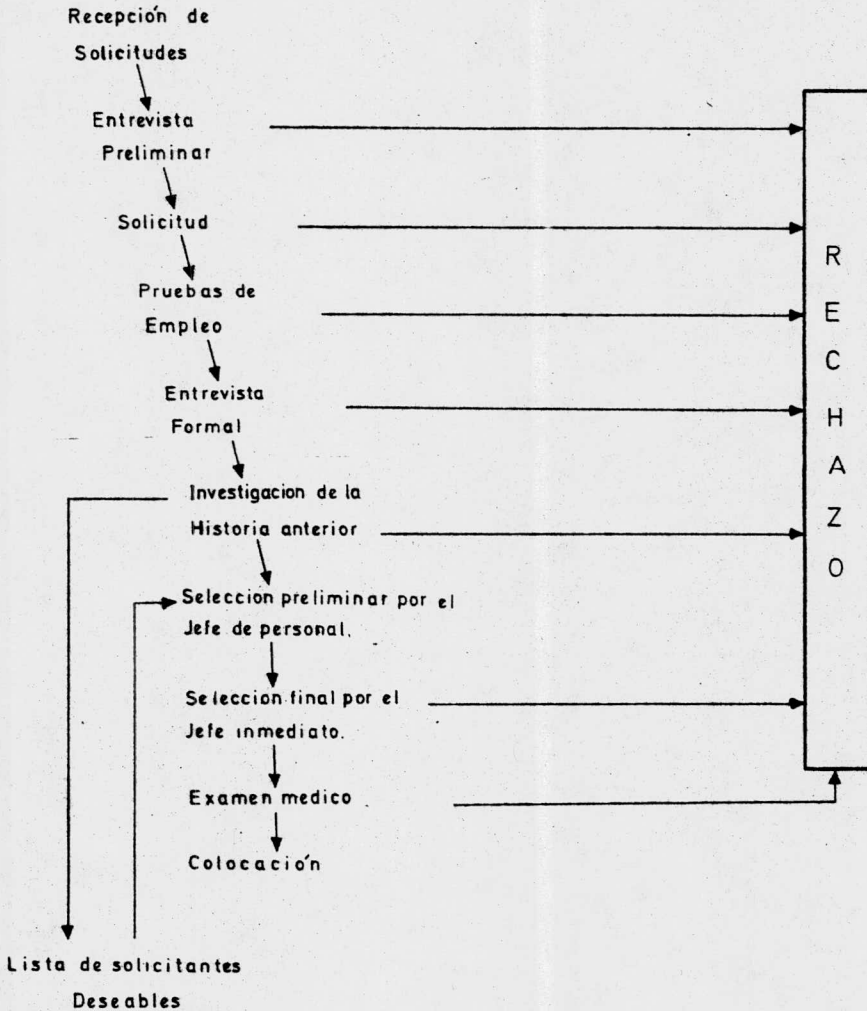 Recepción de
Solicitudes
Entrevista
Preliminar
Solicitud
Pruebas de
Empleo
Entrevista
Formal
Investigacion de la
Historia anterior
Seleccion preliminar por el
Jefe de personal.
Seleccion final por el
Jefe inmediato.
Examen medico
Colocación
Lista de solicitantes
Deseables
RECHAZO